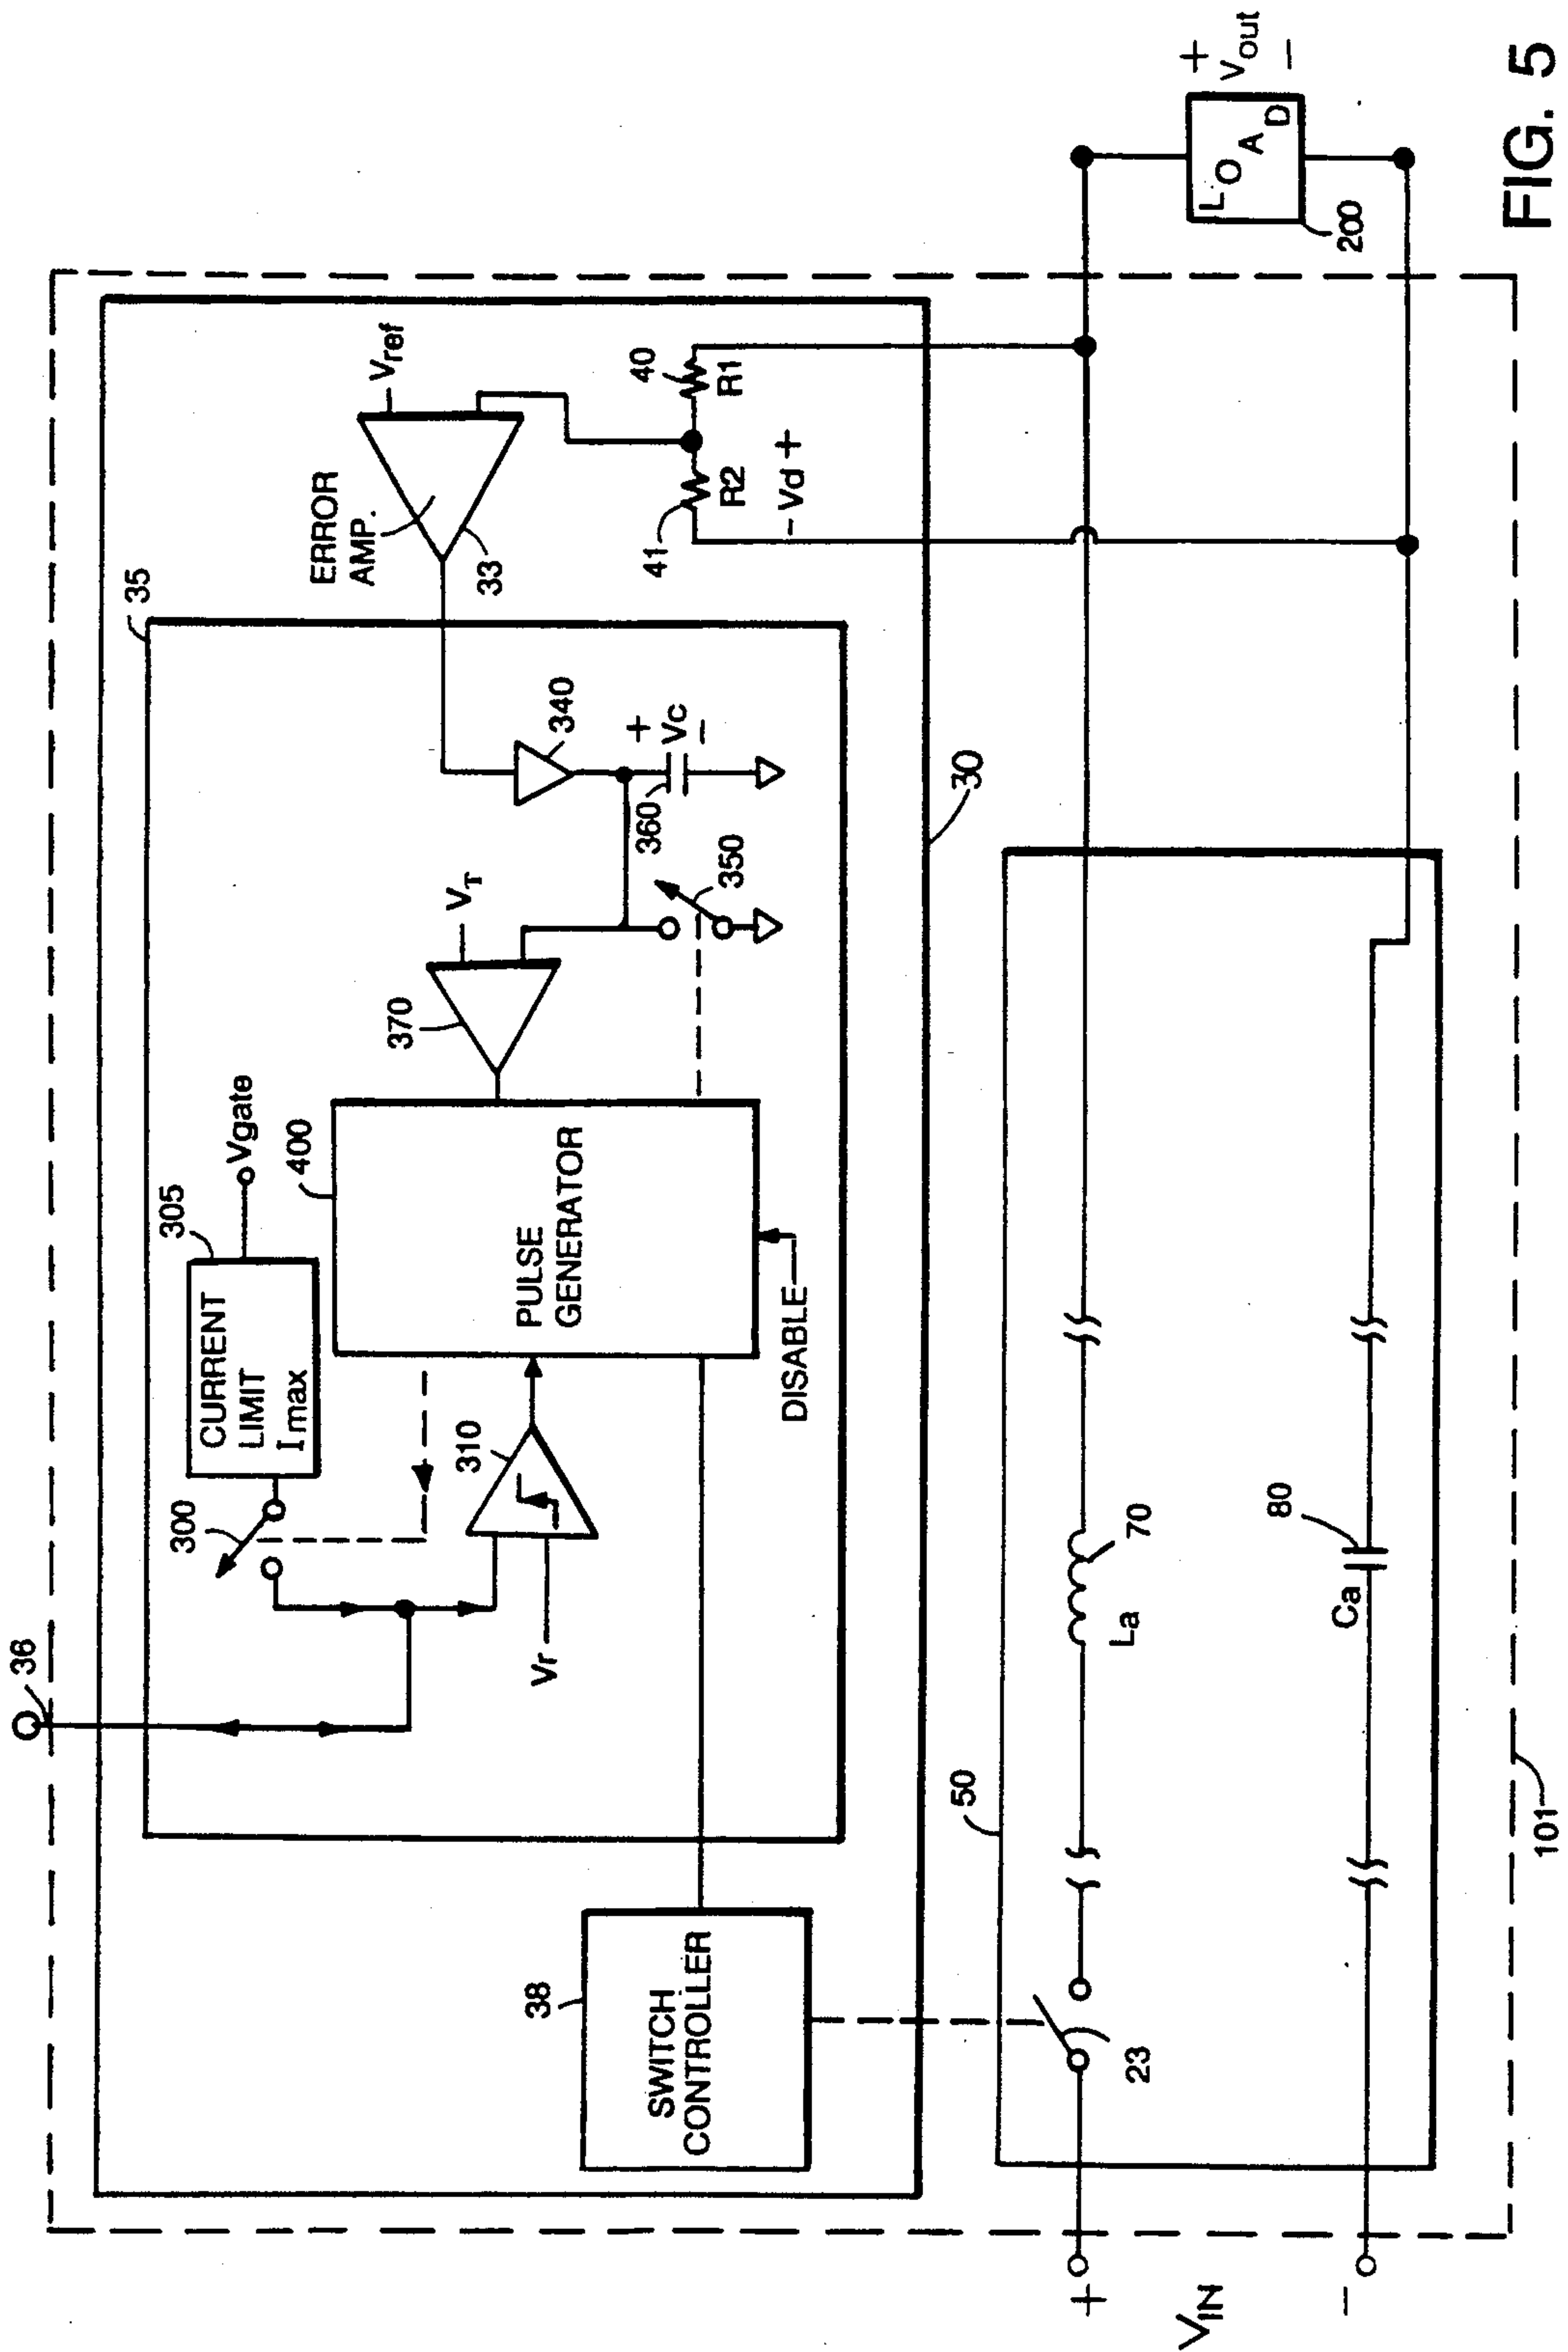 36
35
300
CURRENT
LIMIT
Imax
305
Vgate
ERROR
AMP.
Vref
33
400
370
VT
340
310
Vr
PULSE
GENERATOR
360
+
Vc
−
350
40
R1
41
R2
− Vd +
38
SWITCH
CONTROLLER
DISABLE
30
50
+
VIN
−
23
La
70
Ca
80
LOAD
200
+
Vout
−
101
FIG. 5